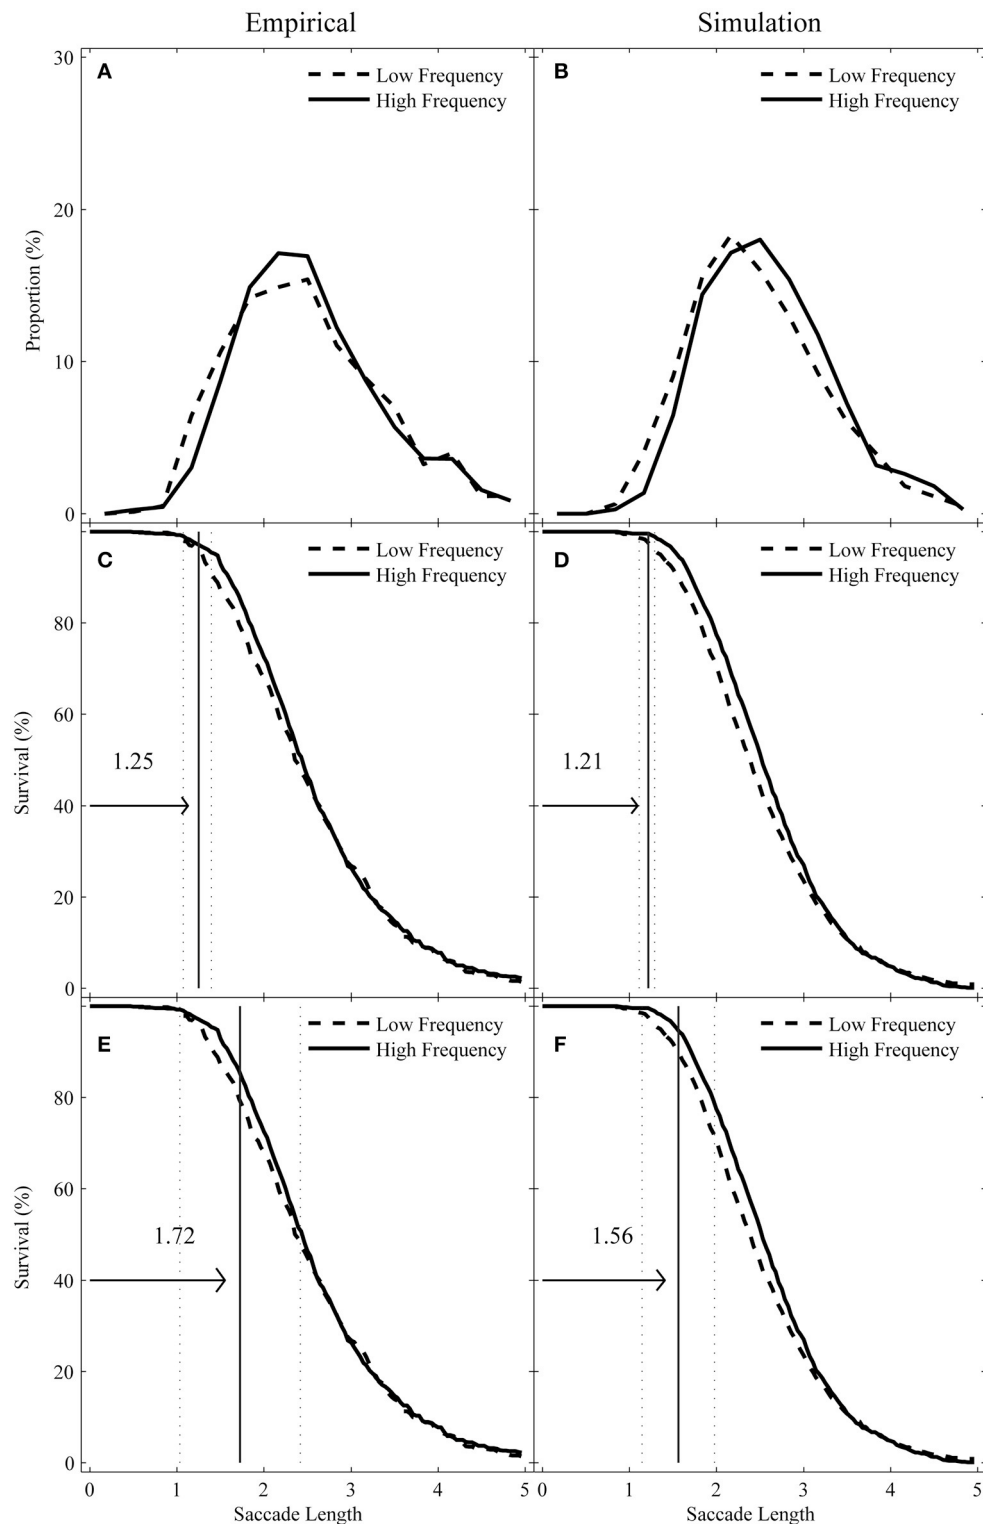 Empirical
Simulation
A
Low Frequency
High Frequency
B
Low Frequency
High Frequency
30
20
10
0
Proportion (%)
C
Low Frequency
High Frequency
D
Low Frequency
High Frequency
80
60
40
20
0
Survival (%)
1.25
1.21
E
Low Frequency
High Frequency
F
Low Frequency
High Frequency
80
60
40
20
0
Survival (%)
1.72
1.56
0 1 2 3 4 5
0 1 2 3 4 5
Saccade Length
Saccade Length